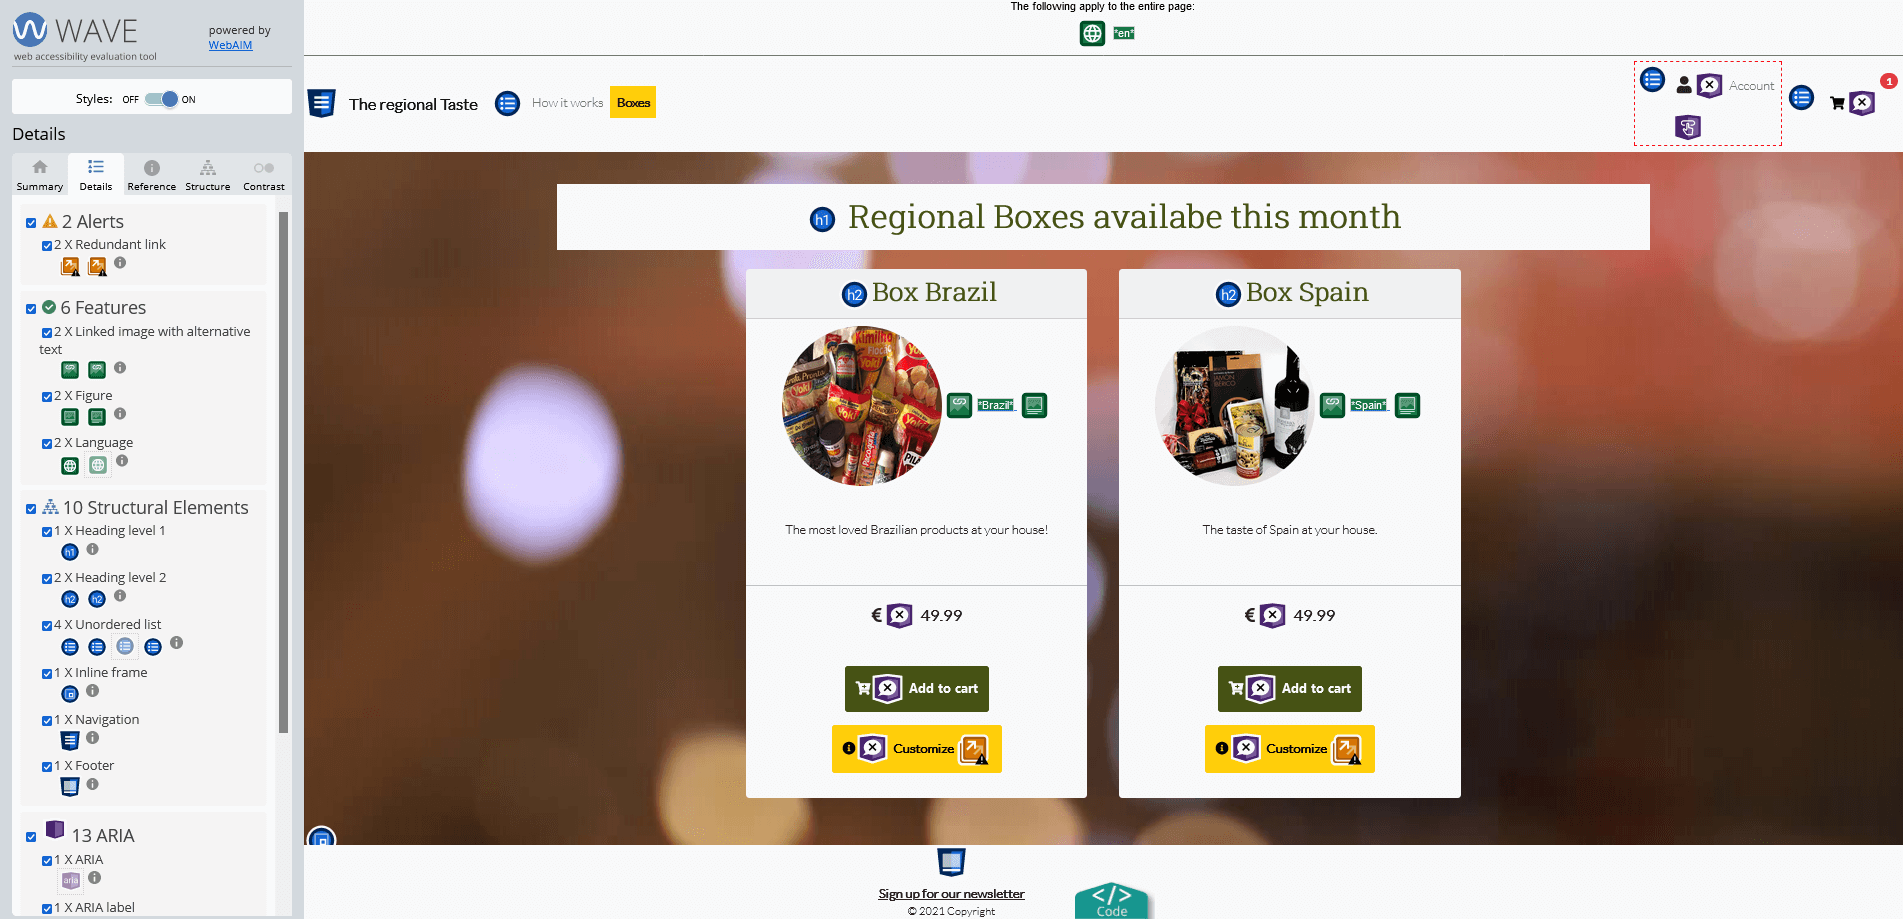 WAVE
web accessibility evaluation tool
powered by
WebAIM
Styles: OFF ON
Details
Summary Details Reference Structure Contrast
2 Alerts
2 X Redundant link
6 Features
2 X Linked image with alternative
text
2 X Figure
2 X Language
10 Structural Elements
1 X Heading level 1
h1
2 X Heading level 2
h2 h2
4 X Unordered list
1 X Inline frame
1 X Navigation
1 X Footer
13 ARIA
1 X ARIA
aria
1 X ARIA label
The following apply to the entire page:
*en*
The regional Taste How it works Boxes
Account
1
h1 Regional Boxes availabe this month
h2 Box Brazil
*Brazil*
The most loved Brazilian products at your house!
€ 49.99
Add to cart
Customize
h2 Box Spain
*Spain*
The taste of Spain at your house.
€ 49.99
Add to cart
Customize
Sign up for our newsletter
© 2021 Copyright
</>
Code